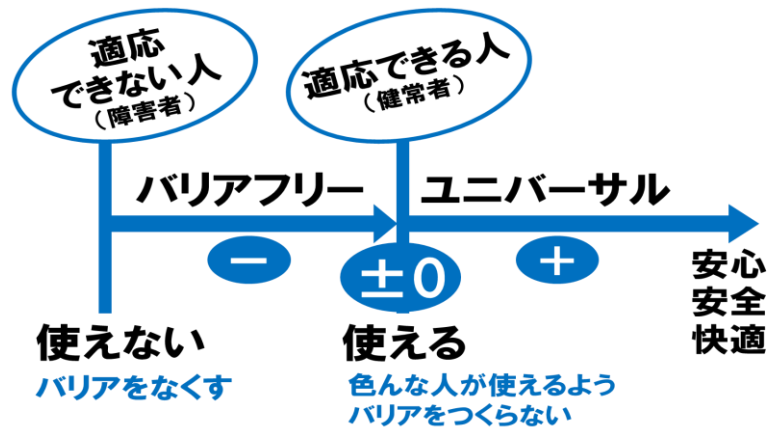 適応
できない人
（障害者）
適応できる人
（健常者）
バリアフリー
ユニバーサル
－
±0
＋
安心
安全
快適
使えない
バリアをなくす
使える
色んな人が使えるよう
バリアをつくらない